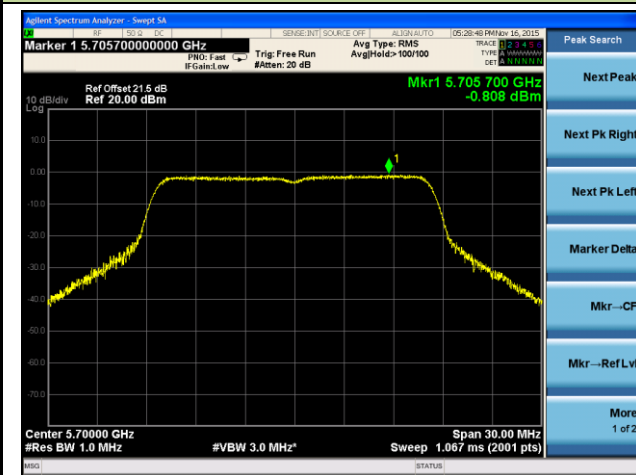 Agilent Spectrum Analyzer - Swept SA
RF 50 Ω DC SENSE:INT SOURCE OFF ALIGNAUTO 05:28:48 PM Nov 16, 2015
Marker 1 5.705700000000 GHz
Avg Type: RMS
TRACE 1 2 3 4 5 6
PNO: Fast
Trig: Free Run
Avg|Hold:>100/100
TYPE A
IFGain:Low
#Atten: 20 dB
DET A N N N N N
Peak Search
Mkr1 5.705 700 GHz
-0.808 dBm
Ref Offset 21.5 dB
10 dB/div Ref 20.00 dBm
Log
10.0
0.00
-10.0
-20.0
-30.0
-40.0
-50.0
-60.0
-70.0
1
Center 5.70000 GHz
Span 30.00 MHz
#Res BW 1.0 MHz
#VBW 3.0 MHz*
Sweep 1.067 ms (2001 pts)
MSG
STATUS
Next Peak
Next Pk Right
Next Pk Left
Marker Delta
Mkr→CF
Mkr→Ref Lvl
More
1 of 2